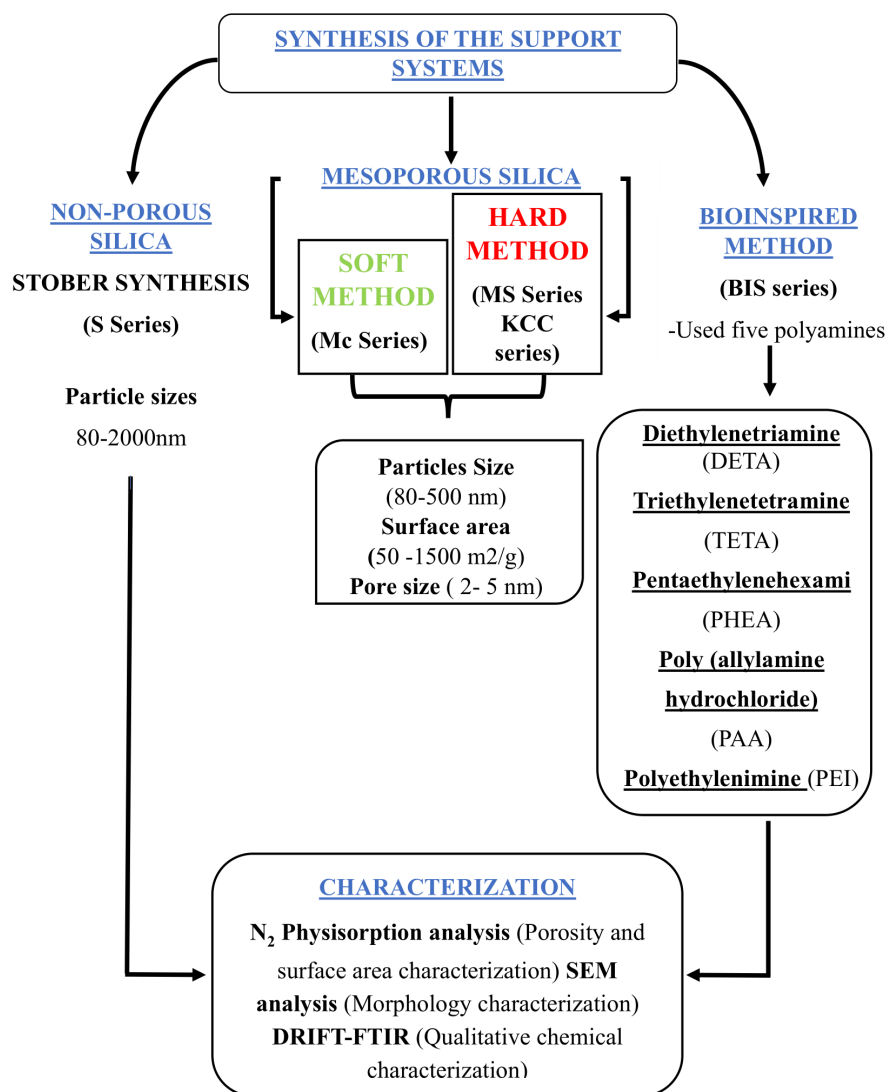 SYNTHESIS OF THE SUPPORT
SYSTEMS
NON-POROUS
SILICA
STOBER SYNTHESIS
(S Series)
Particle sizes
80-2000nm
MESOPOROUS SILICA
SOFT
METHOD
(Mc Series)
HARD
METHOD
(MS Series
KCC
series)
Particles Size
(80-500 nm)
Surface area
(50 -1500 m2/g)
Pore size ( 2- 5 nm)
BIOINSPIRED
METHOD
(BIS series)
-Used five polyamines
Diethylenetriamine
(DETA)
Triethylenetetramine
(TETA)
Pentaethylenehexami
(PHEA)
Poly (allylamine
hydrochloride)
(PAA)
Polyethylenimine (PEI)
CHARACTERIZATION
N₂ Physisorption analysis (Porosity and
surface area characterization) SEM
analysis (Morphology characterization)
DRIFT-FTIR (Qualitative chemical
characterization)